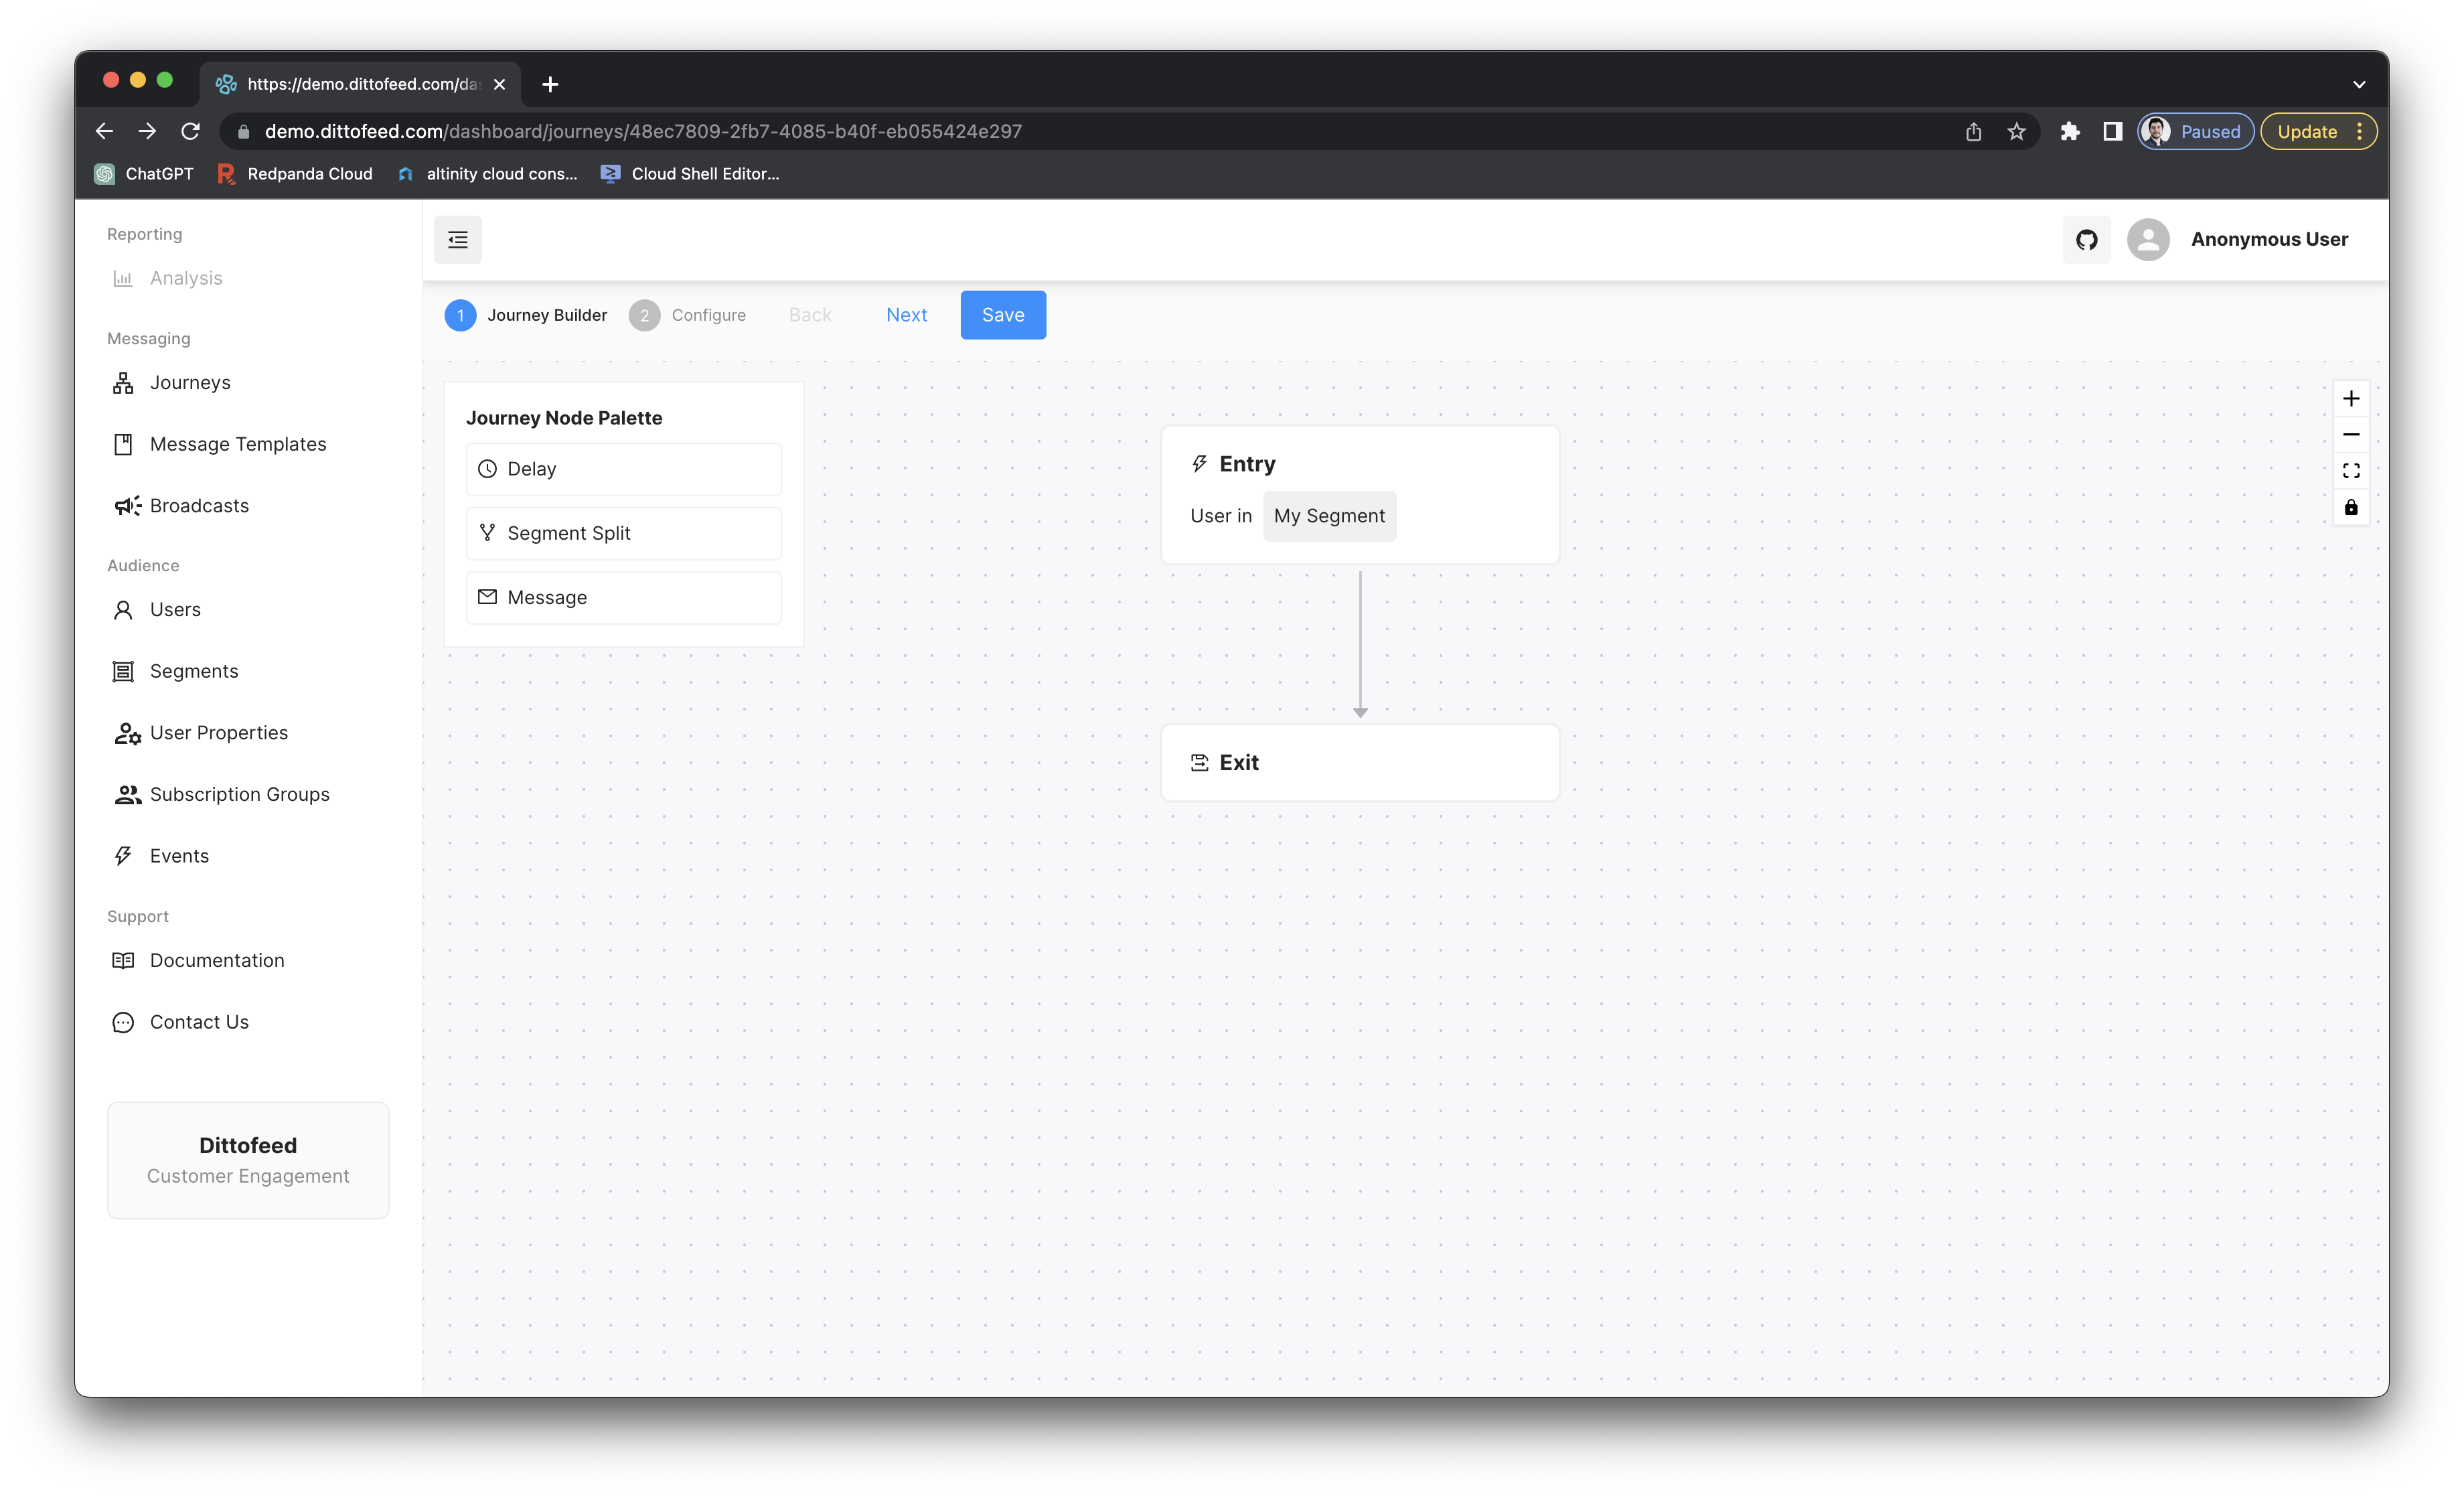 https://demo.dittofeed.com/da
demo.dittofeed.com/dashboard/journeys/48ec7809-2fb7-4085-b40f-eb055424e297
Paused
Update
ChatGPT
Redpanda Cloud
altinity cloud cons...
Cloud Shell Editor...
Reporting
Analysis
Messaging
Journeys
Message Templates
Broadcasts
Audience
Users
Segments
User Properties
Subscription Groups
Events
Support
Documentation
Contact Us
Dittofeed
Customer Engagement
Anonymous User
1 Journey Builder 2 Configure Back Next Save
Journey Node Palette
Delay
Segment Split
Message
Entry
User in My Segment
Exit